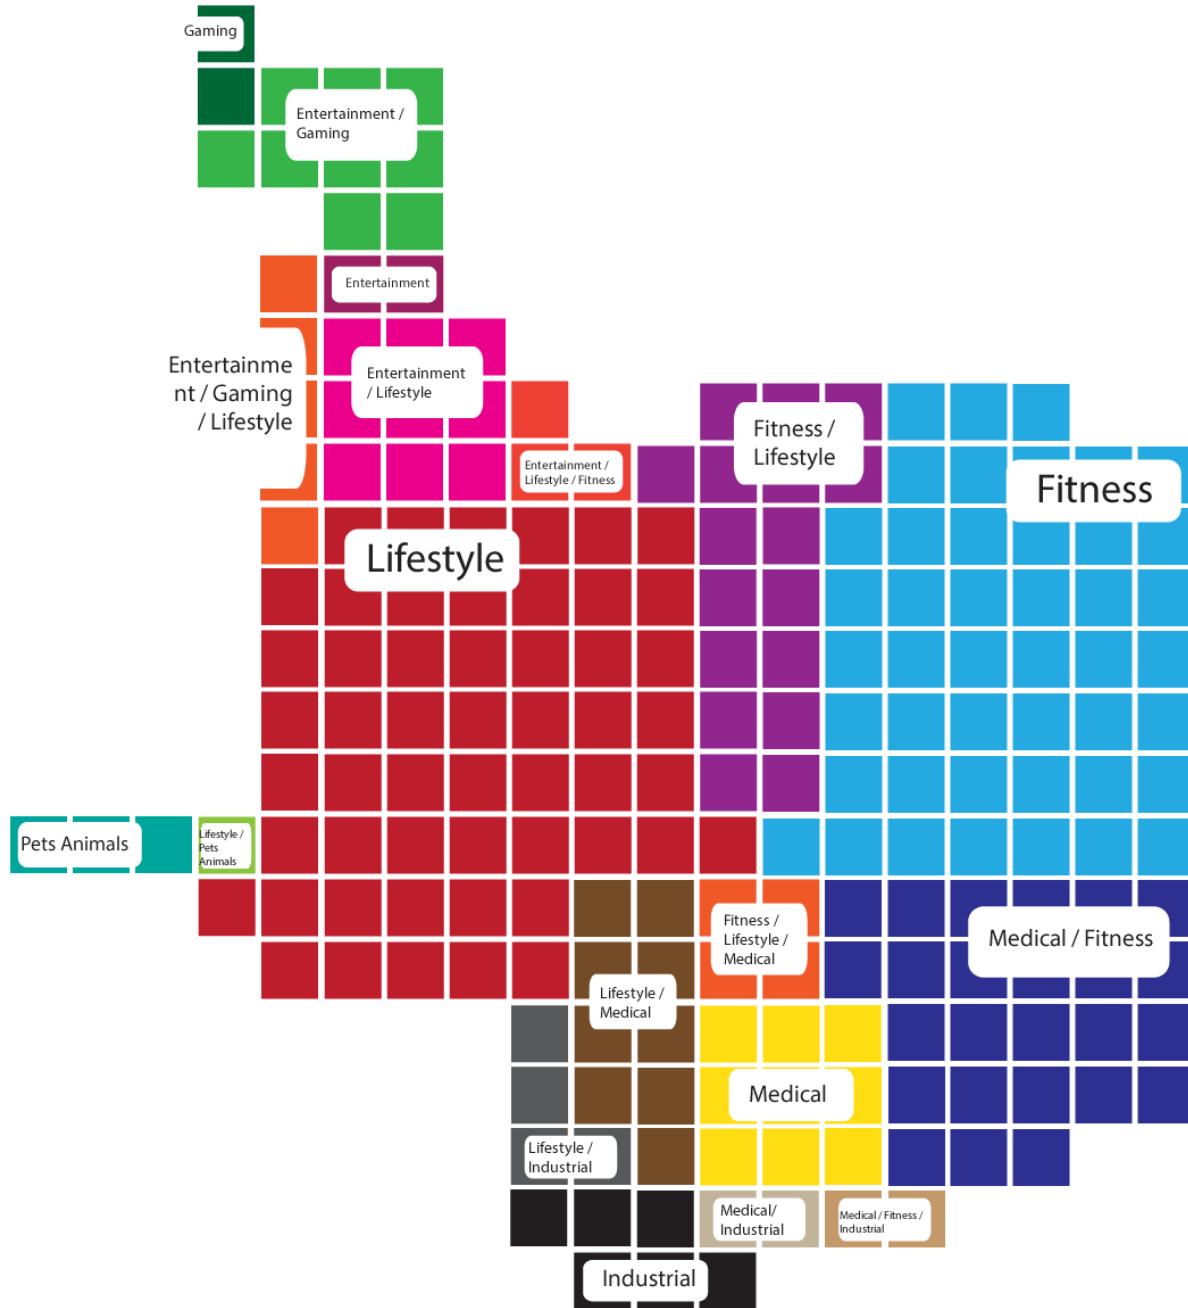 Gaming
Entertainment /
Gaming
Entertainment
Entertainme
nt / Gaming
/ Lifestyle
Entertainment
/ Lifestyle
Fitness /
Lifestyle
Entertainment /
Lifestyle / Fitness
Fitness
Lifestyle
Pets Animals
Lifestyle /
Pets
Animals
Fitness /
Lifestyle /
Medical
Medical / Fitness
Lifestyle /
Medical
Medical
Lifestyle /
Industrial
Medical/
Industrial
Medical / Fitness /
Industrial
Industrial